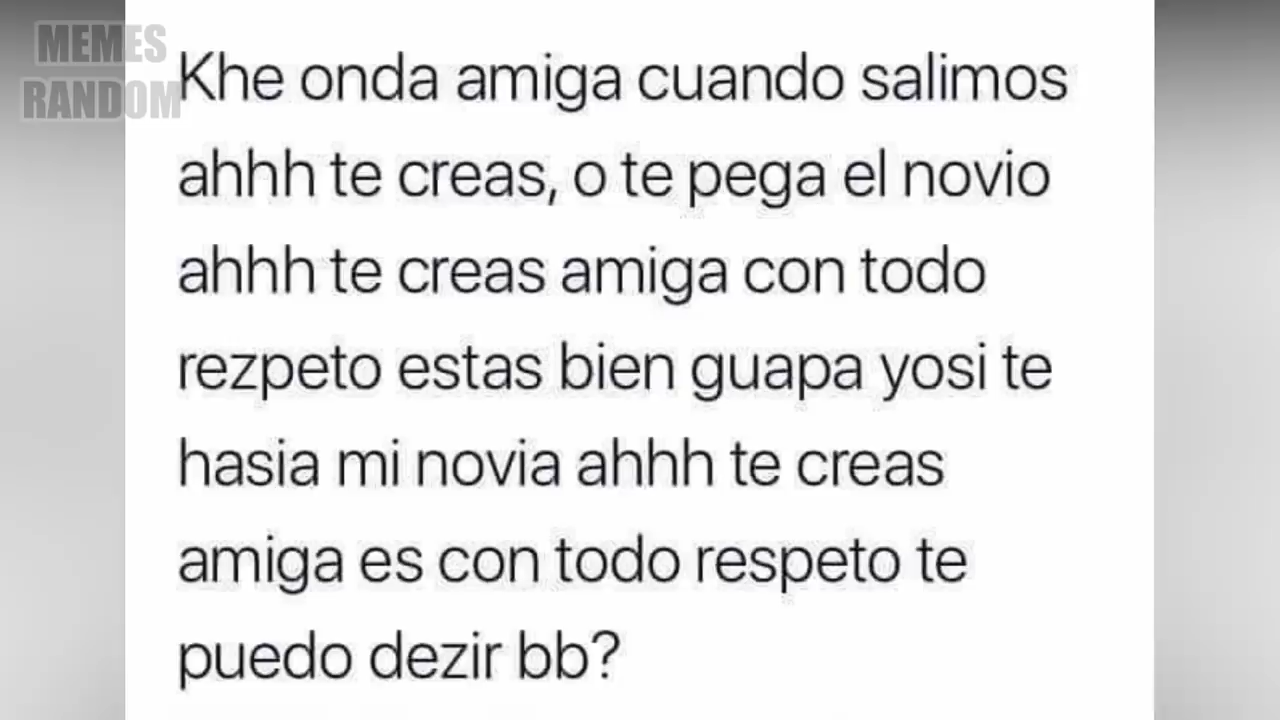 MEMES
RANDOM
Khe onda amiga cuando salimos
ahhh te creas, o te pega el novio
ahhh te creas amiga con todo
rezpeto estas bien guapa yosi te
hasia mi novia ahhh te creas
amiga es con todo respeto te
puedo dezir bb?